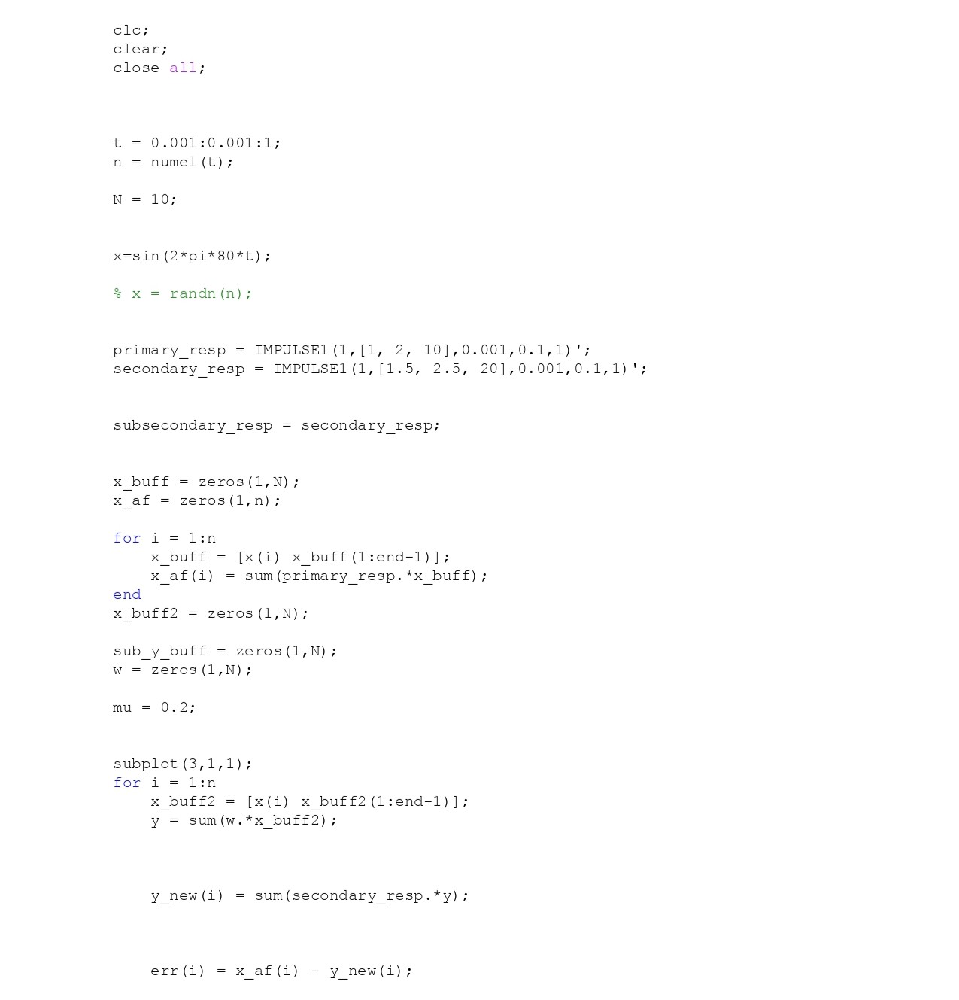 clc;
clear;
close all;
t = 0.001:0.001:1;
n = numel(t);
N = 10;
x=sin(2*pi*80*t);
% x = randn(n);
primary_resp = IMPULSE1(1,[1, 2, 10],0.001,0.1,1)';
secondary_resp = IMPULSE1(1,[1.5, 2.5, 20],0.001,0.1,1)';
subsecondary_resp = secondary_resp;
x_buff = zeros(1,N);
x_af = zeros(1,n);
for i = 1:n
    x_buff = [x(i) x_buff(1:end-1)];
    x_af(i) = sum(primary_resp.*x_buff);
end
x_buff2 = zeros(1,N);
sub_y_buff = zeros(1,N);
w = zeros(1,N);
mu = 0.2;
subplot(3,1,1);
for i = 1:n
    x_buff2 = [x(i) x_buff2(1:end-1)];
    y = sum(w.*x_buff2);
    y_new(i) = sum(secondary_resp.*y);
    err(i) = x_af(i) - y_new(i);